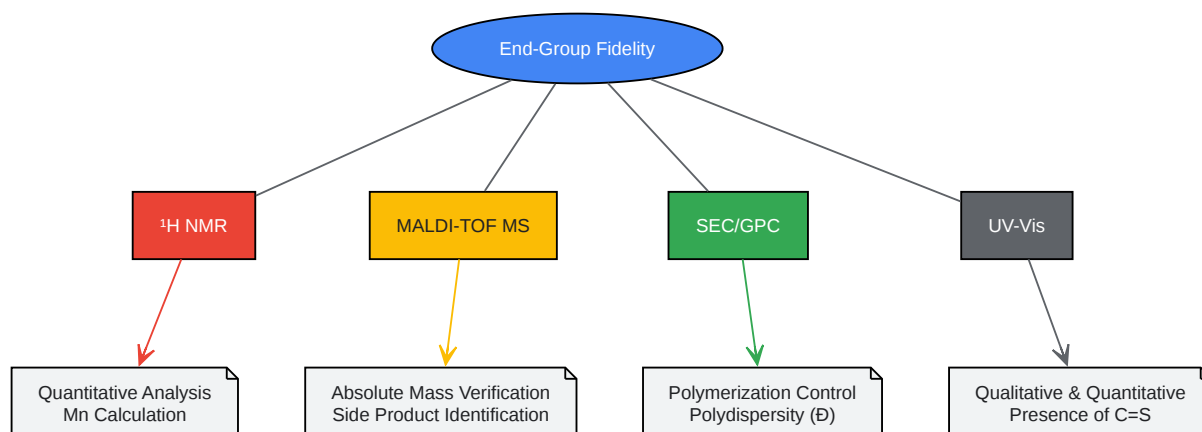 End-Group Fidelity
¹H NMR
MALDI-TOF MS
SEC/GPC
UV-Vis
Quantitative Analysis
Mn Calculation
Absolute Mass Verification
Side Product Identification
Polymerization Control
Polydispersity (Đ)
Qualitative & Quantitative
Presence of C=S